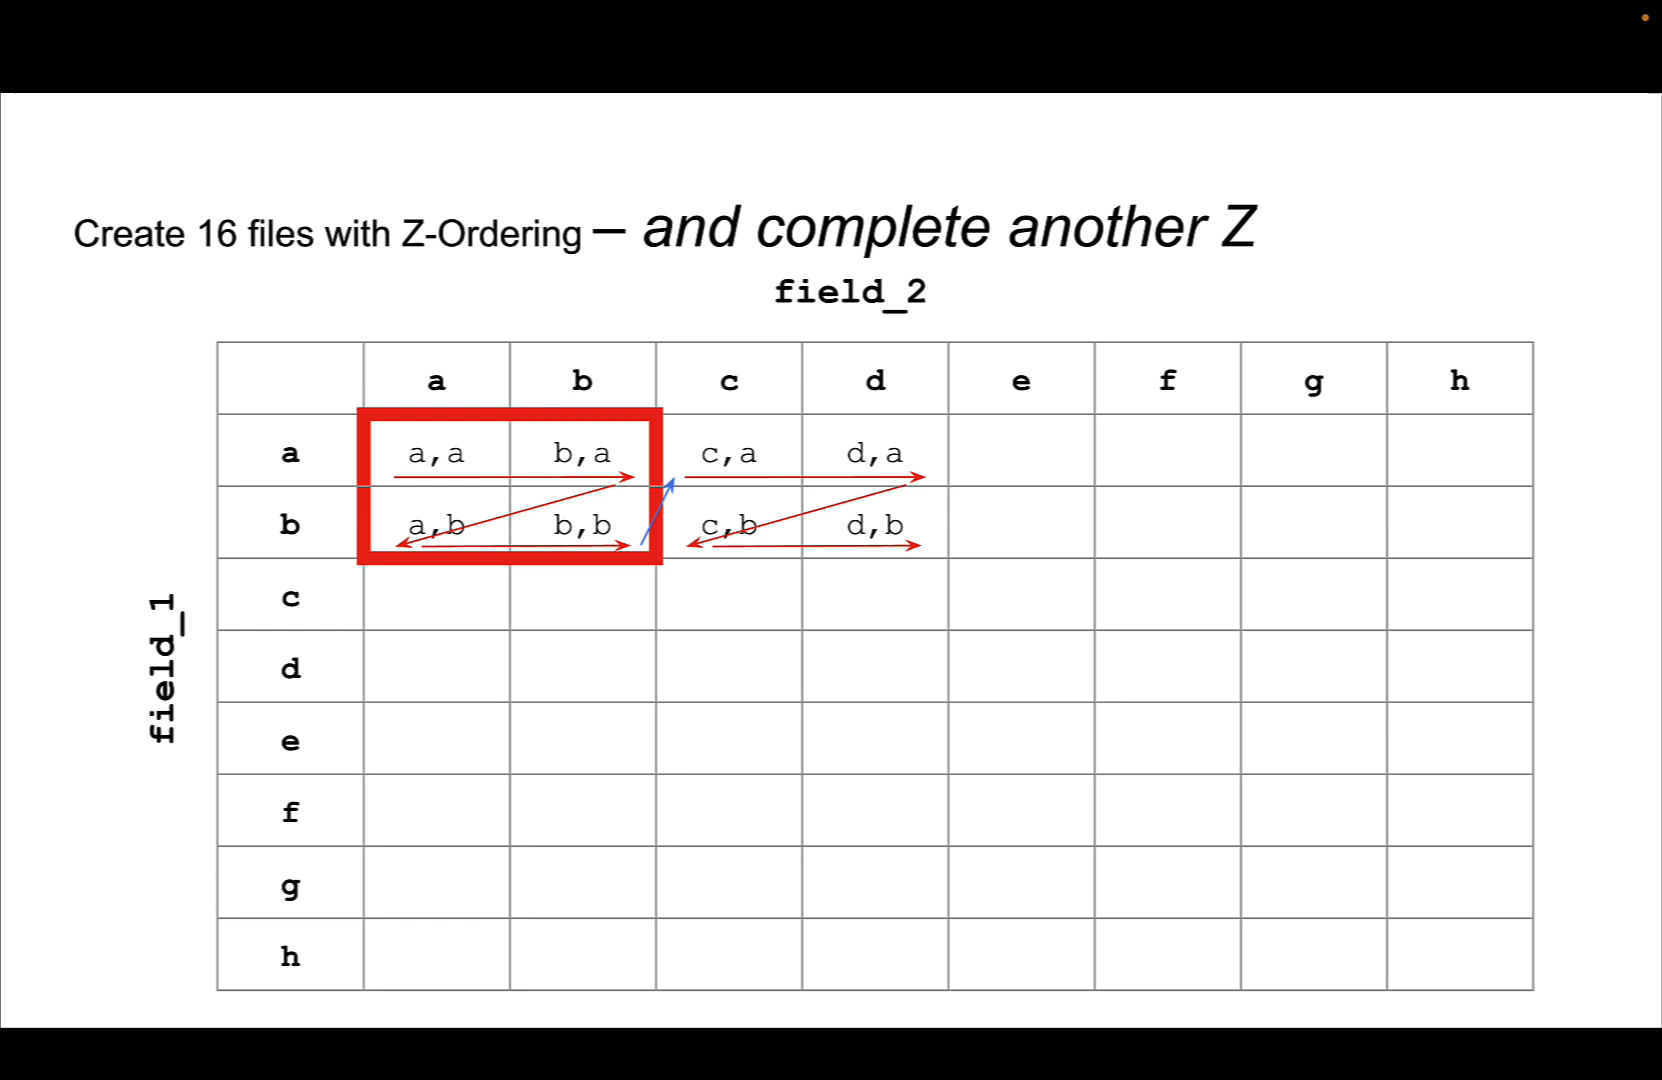 Create 16 files with Z-Ordering – and complete another Z
field_2
a b c d e f g h
a a,a b,a c,a d,a
b a,b b,b c,b d,b
c
d
e
f
g
h
field_1